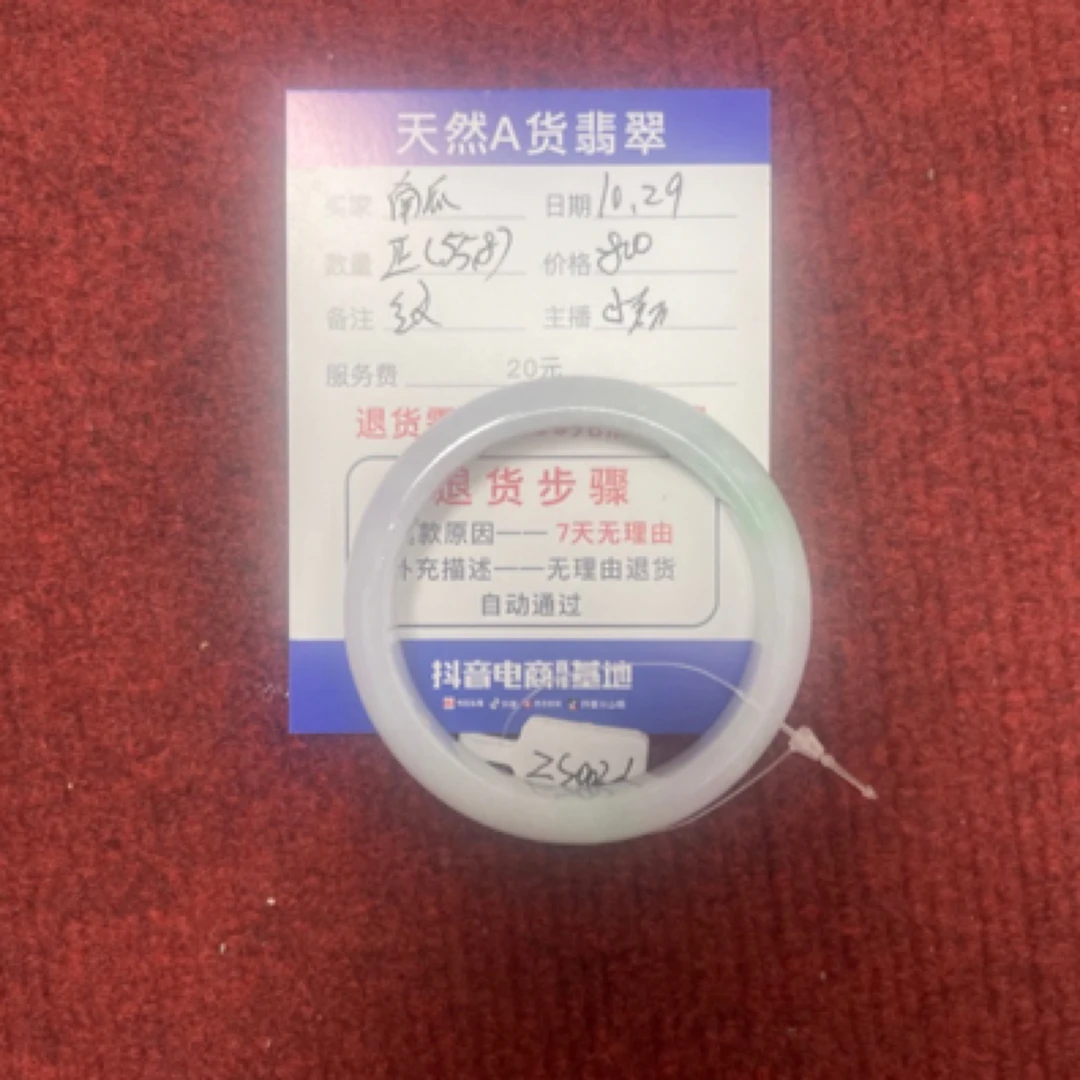 天然A货翡翠
买家 南瓜 日期 10.29
数量 正(55.8) 价格 800
备注 纹 主播
服务费 20元
退货
退货步骤
款原因——7天无理由
补充描述——无理由退货
自动通过
抖音电商 基地